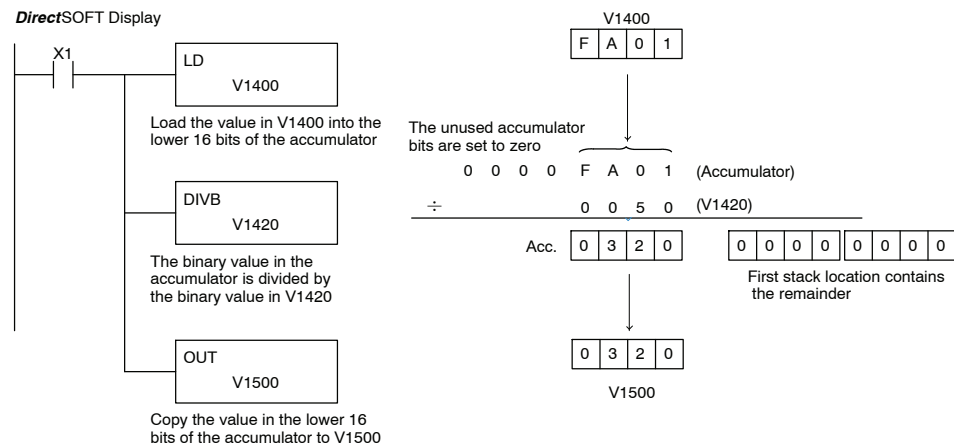 DirectSOFT Display
X1
LD
V1400
Load the value in V1400 into the
lower 16 bits of the accumulator
DIVB
V1420
The binary value in the
accumulator is divided by
the binary value in V1420
OUT
V1500
Copy the value in the lower 16
bits of the accumulator to V1500
V1400
F A 0 1
The unused accumulator
bits are set to zero
0 0 0 0 F A 0 1 (Accumulator)
÷ 0 0 5 0 (V1420)
Acc. 0 3 2 0 0 0 0 0 0 0 0 0
First stack location contains
the remainder
0 3 2 0
V1500